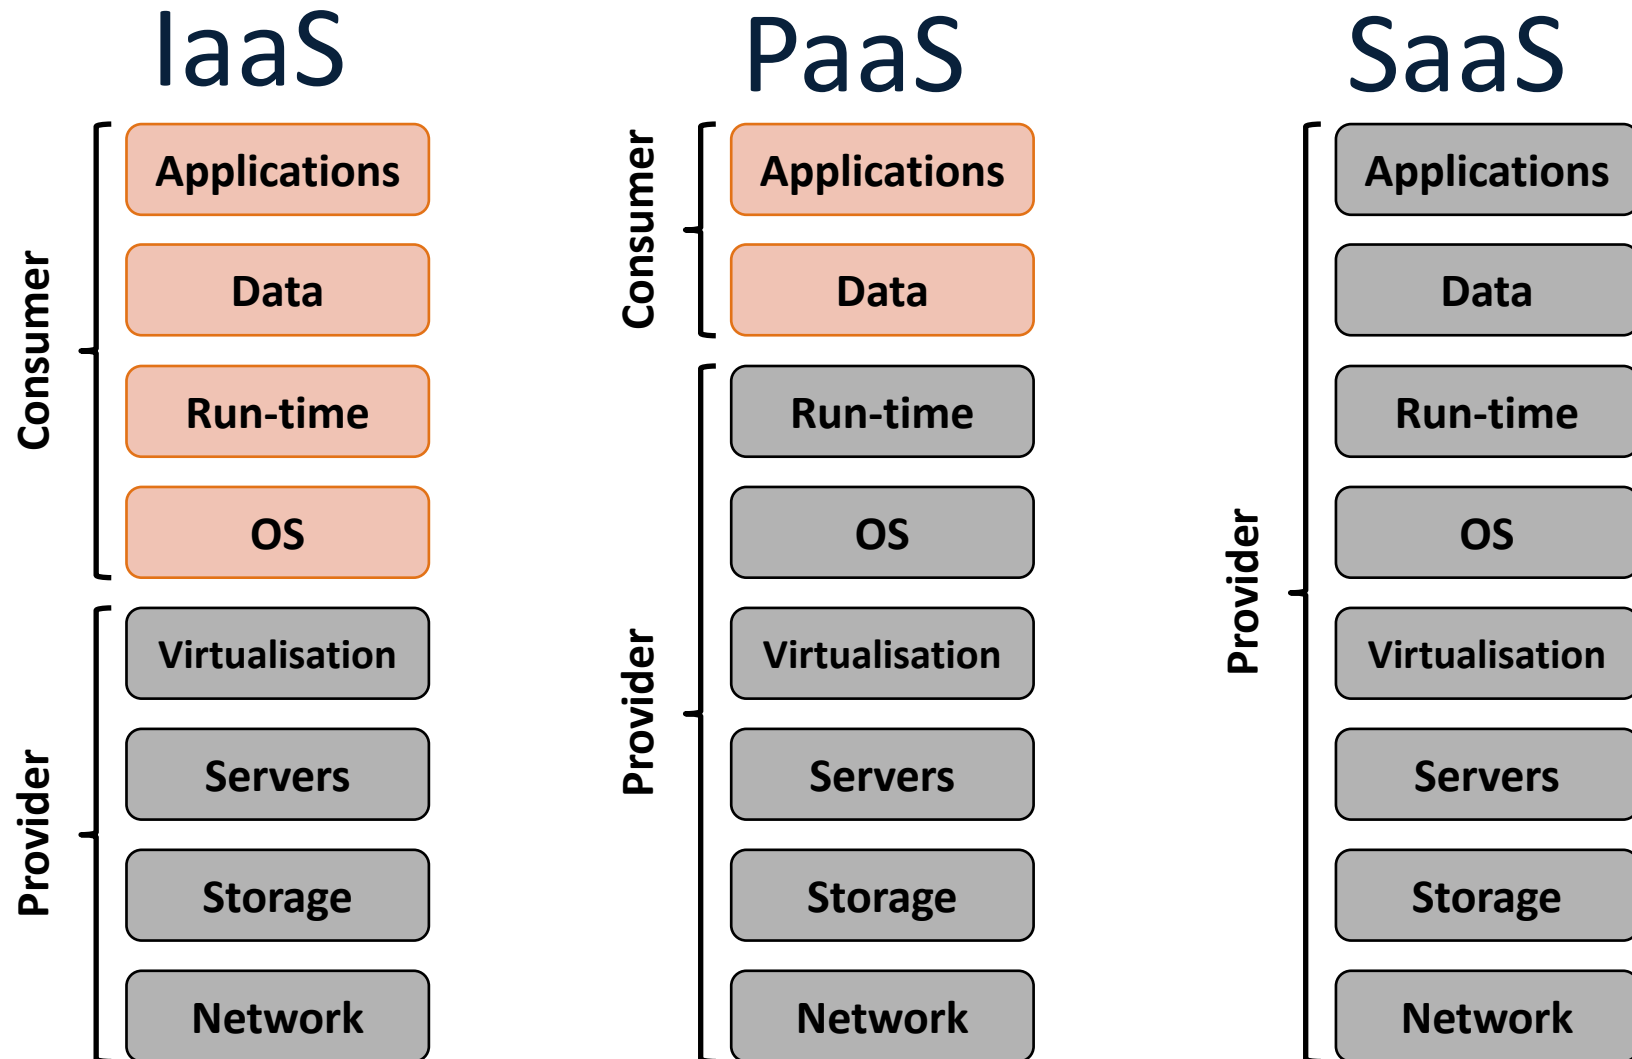 IaaS
Consumer
Applications
Data
Run-time
OS
Provider
Virtualisation
Servers
Storage
Network
PaaS
Consumer
Applications
Data
Provider
Run-time
OS
Virtualisation
Servers
Storage
Network
SaaS
Provider
Applications
Data
Run-time
OS
Virtualisation
Servers
Storage
Network